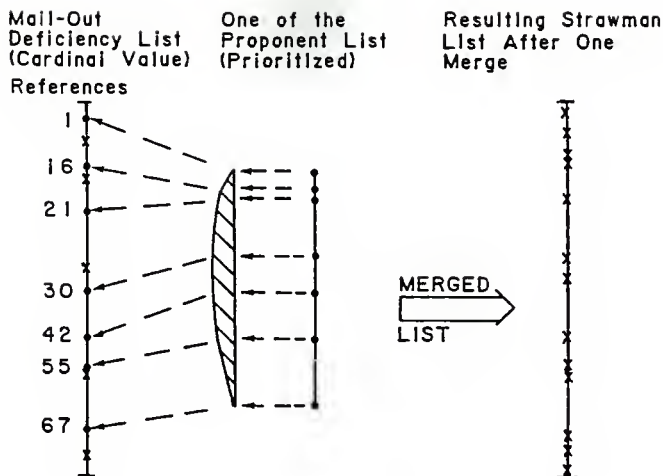 Mail-Out
Deficiency List
(Cardinal Value)
References
One of the
Proponent List
(Prioritized)
Resulting Strawman
List After One
Merge
1
16
21
30
42
55
67
MERGED
LIST